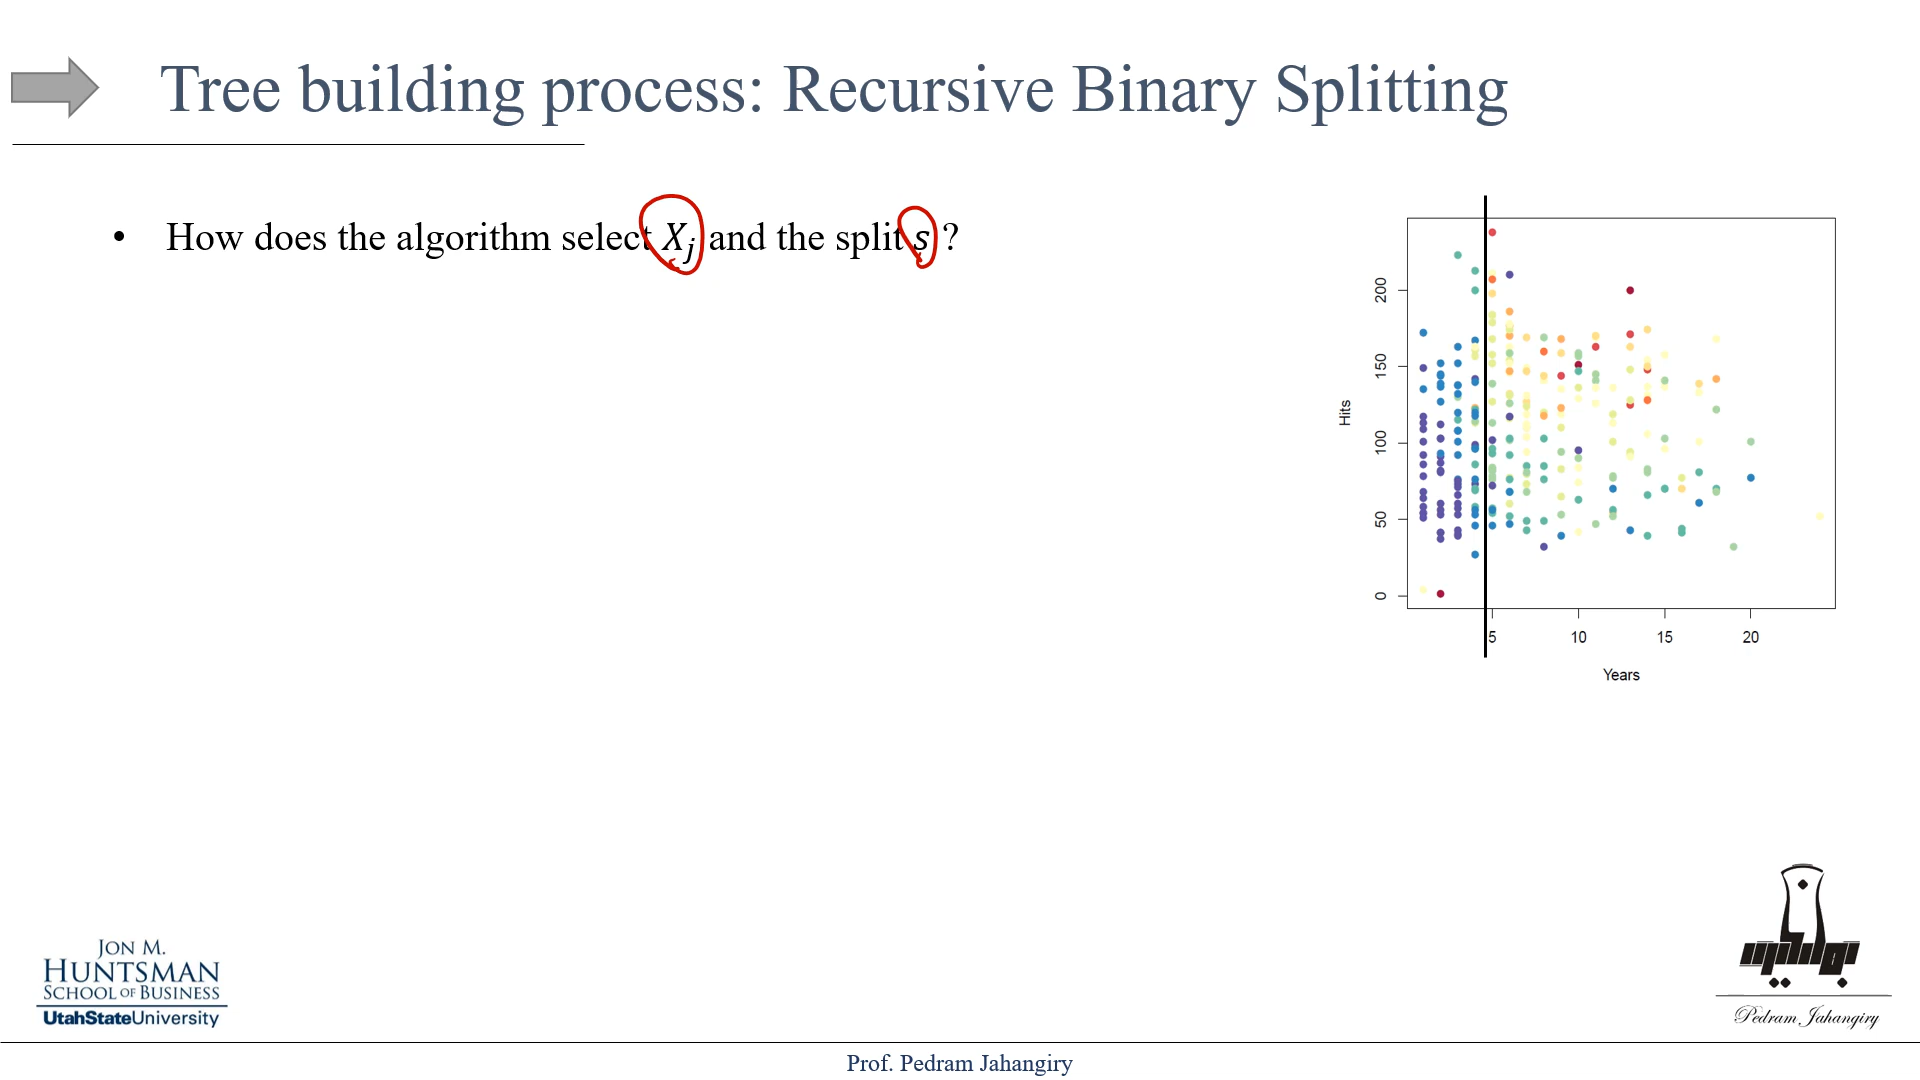 Tree building process: Recursive Binary Splitting
• How does the algorithm select X_j and the split s ?
200
150
100
50
0
Hits
5 10 15 20
Years
JON M.
HUNTSMAN
SCHOOL OF BUSINESS
UtahStateUniversity
Pedram Jahangiry
Prof. Pedram Jahangiry